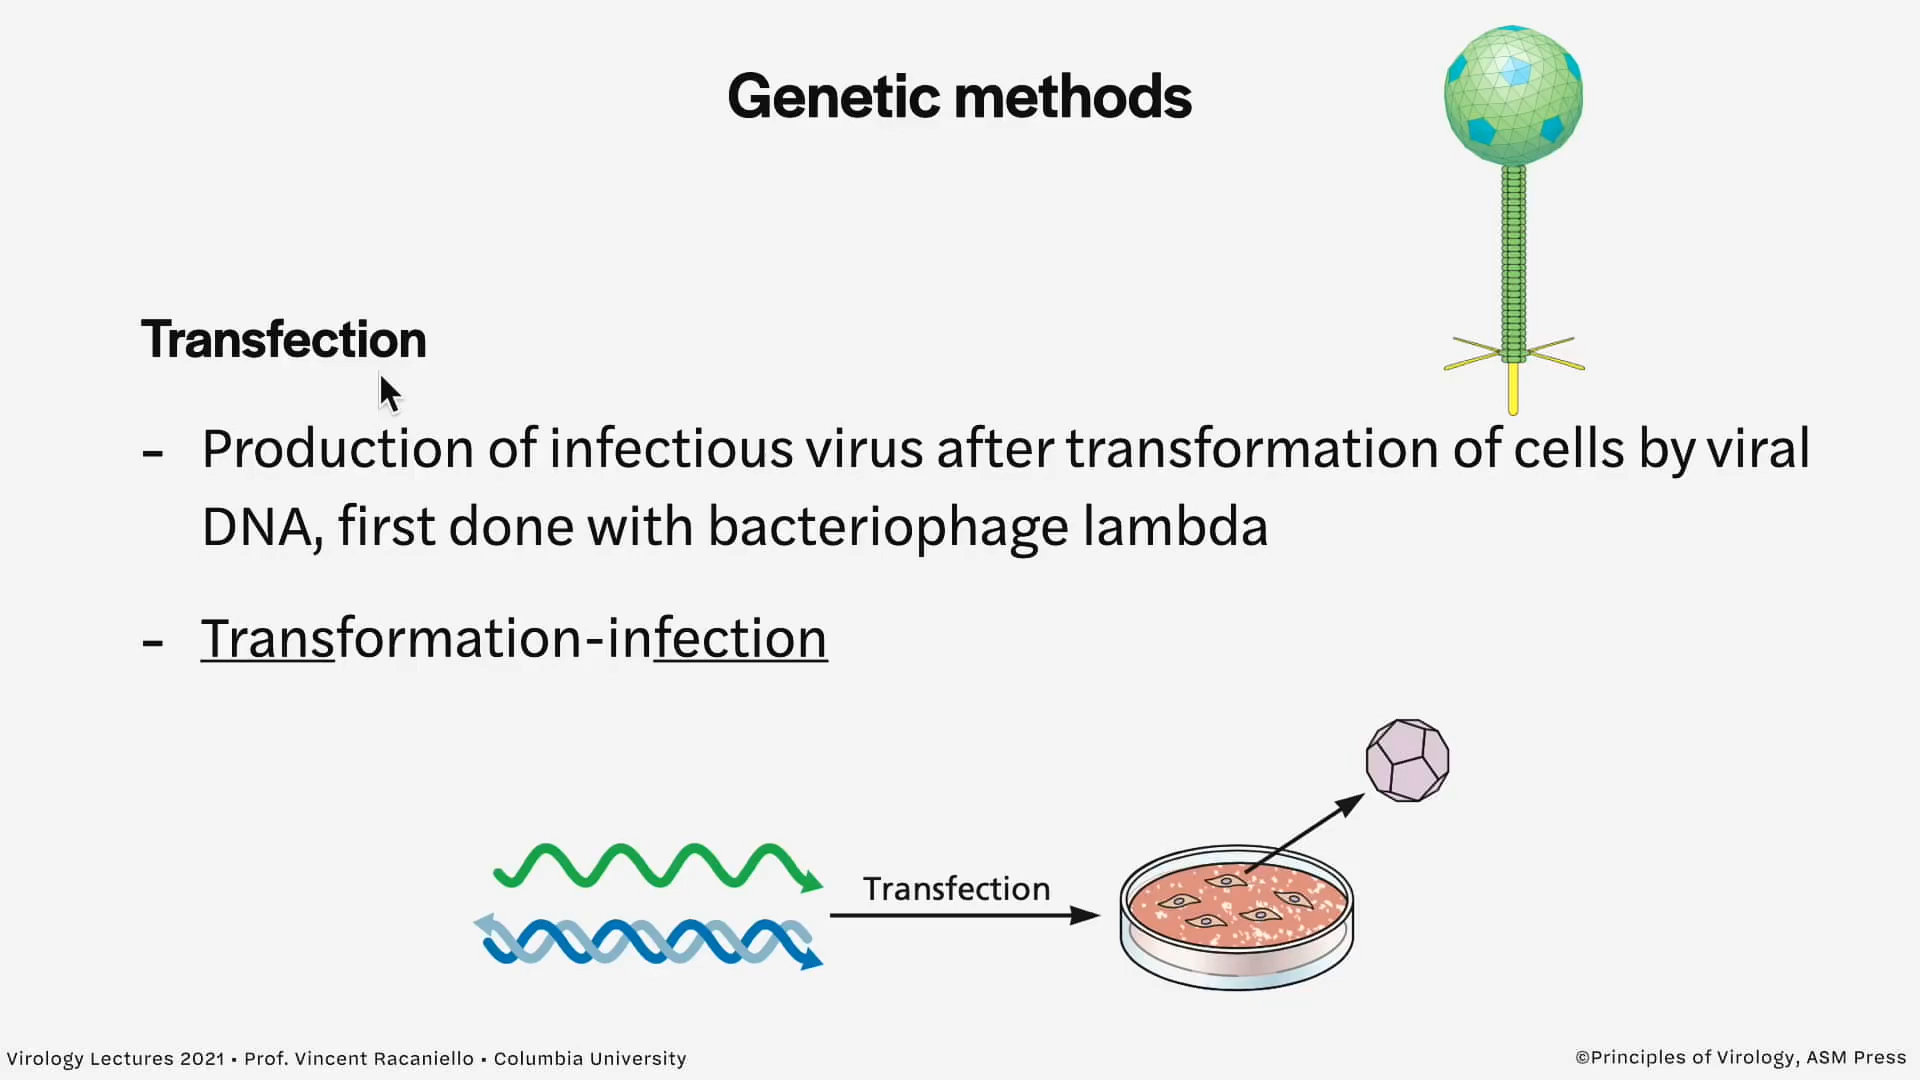 Genetic methods
Transfection
- Production of infectious virus after transformation of cells by viral
DNA, first done with bacteriophage lambda
- Transformation-infection
Transfection
Virology Lectures 2021 • Prof. Vincent Racaniello • Columbia University
©Principles of Virology, ASM Press